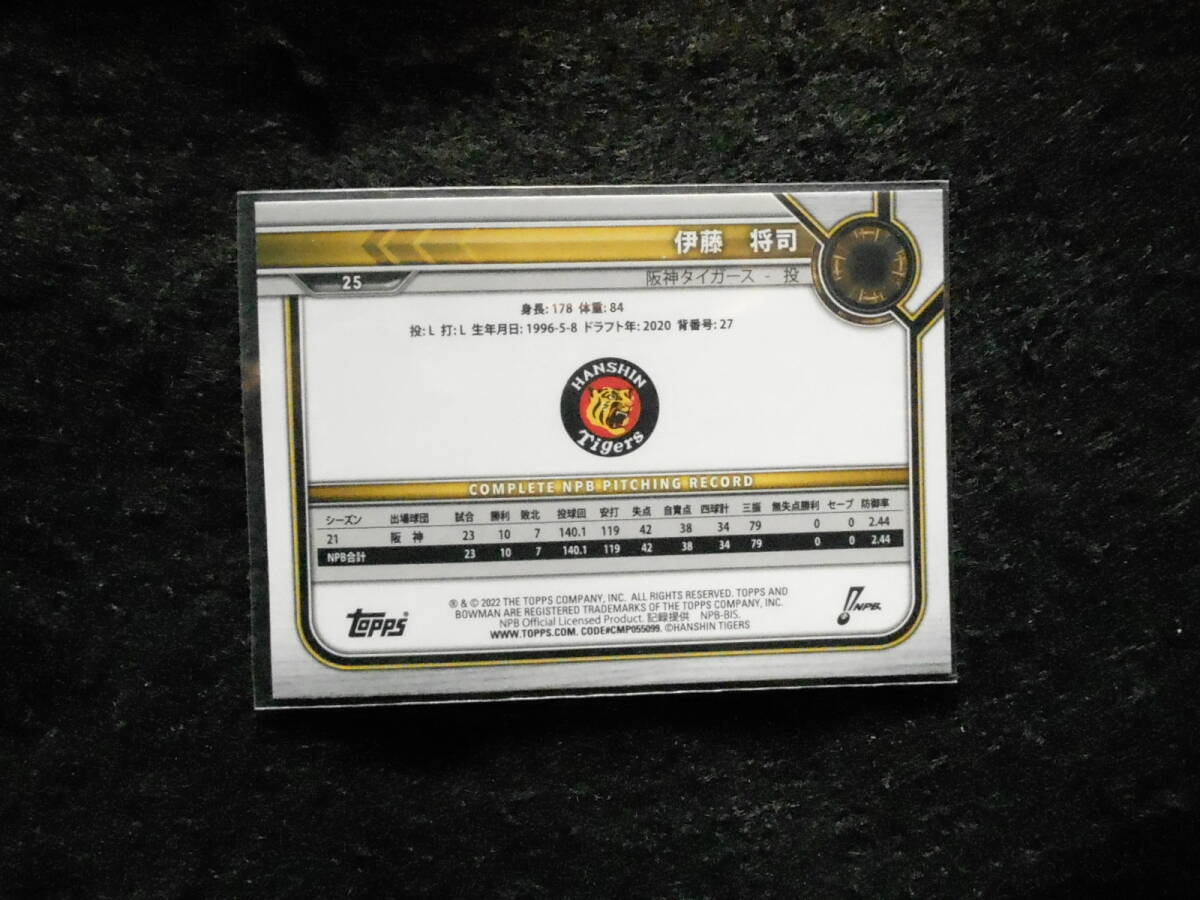 伊藤 将司
25
阪神タイガース - 投
身長: 178 体重: 84
投: L 打: L 生年月日: 1996-5-8 ドラフト年: 2020 背番号: 27
HANSHIN
Tigers
COMPLETE NPB PITCHING RECORD
シーズン 出場球団 試合 勝利 敗北 投球回 安打 失点 自責点 四球計 三振 無失点勝利 セーブ 防御率
21 阪 神 23 10 7 140.1 119 42 38 34 79 0 0 2.44
NPB合計 23 10 7 140.1 119 42 38 34 79 0 0 2.44
topps®
® & © 2022 THE TOPPS COMPANY, INC. ALL RIGHTS RESERVED. TOPPS AND
BOWMAN ARE REGISTERED TRADEMARKS OF THE TOPPS COMPANY, INC.
NPB Official Licensed Product. 記録提供 NPB-BIS.
WWW.TOPPS.COM. CODE#CMP055099. ©HANSHIN TIGERS
NPB.